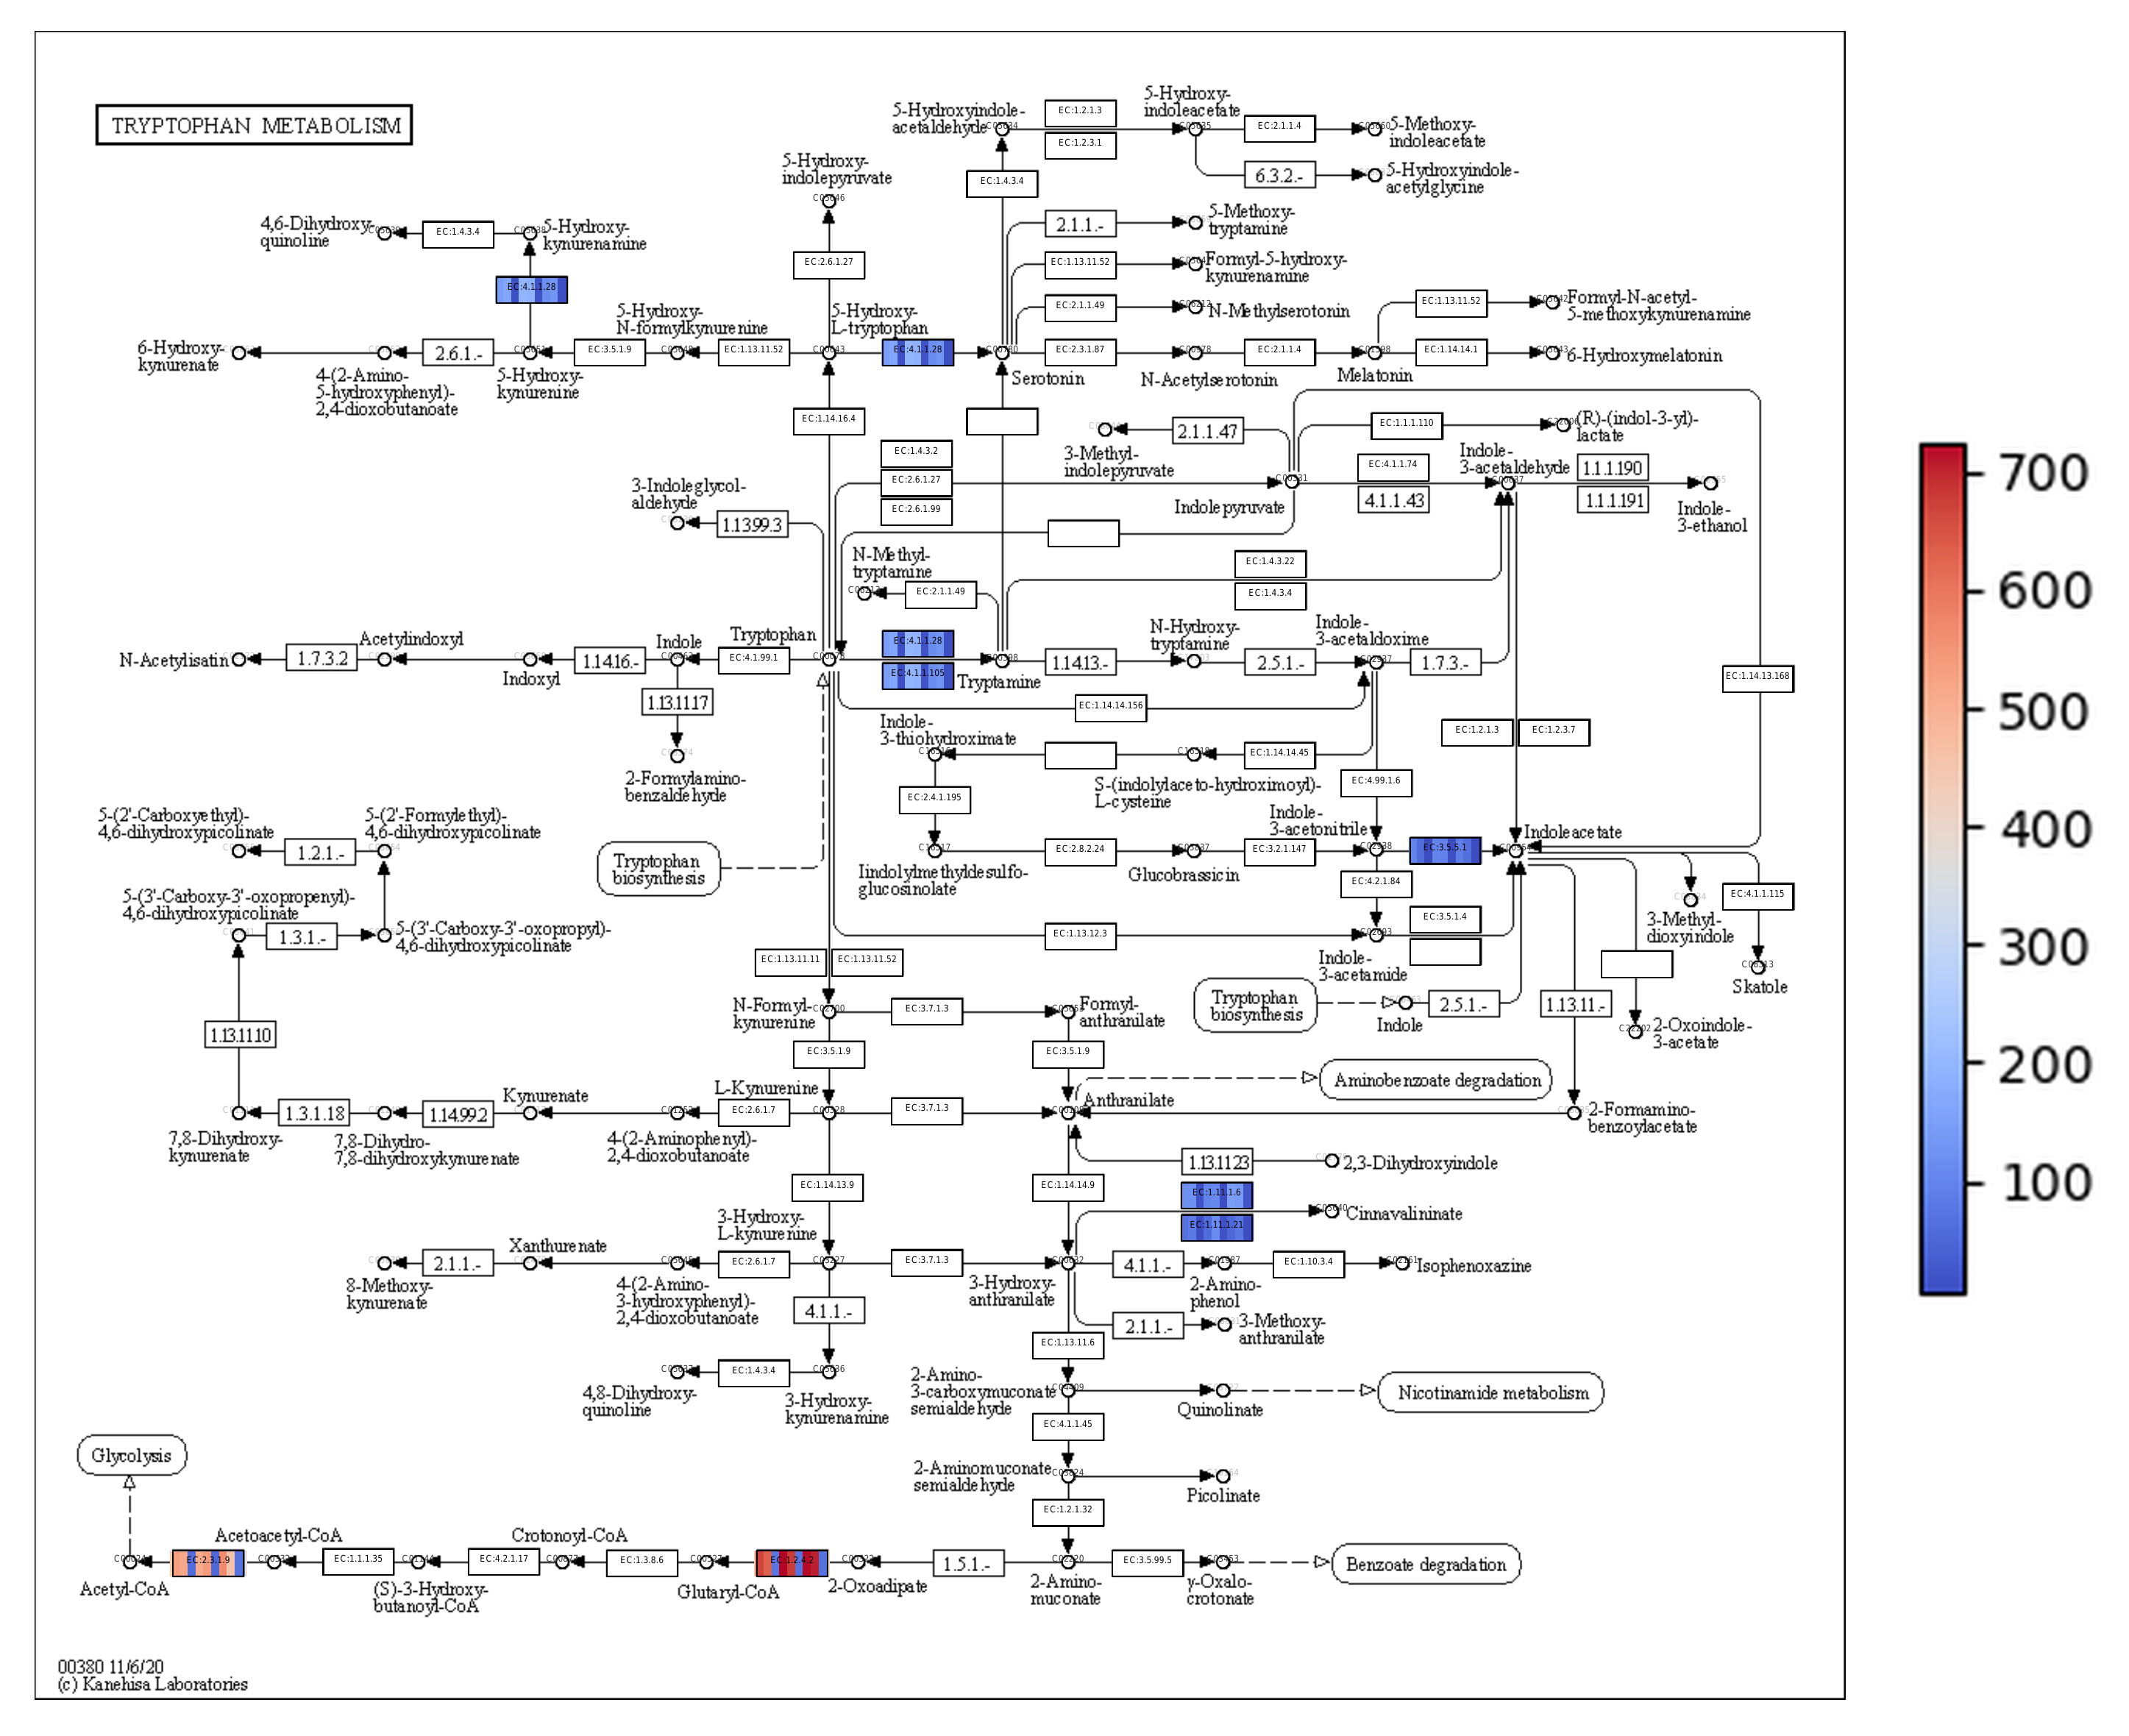 TRYPTOPHAN METABOLISM
5-Hydroxyindole-
acetaldehyde
EC:1.2.1.3
EC:1.2.3.1
5-Hydroxy-
indoleacetate
EC:2.1.1.4
5-Methoxy-
indoleacetate
6.3.2.-
5-Hydroxyindole-
acetylglycine
EC:1.4.3.4
5-Hydroxy-
indolepyruvate
C05646
EC:2.6.1.27
2.1.1.-
5-Methoxy-
tryptamine
EC:1.13.11.52
Formyl-5-hydroxy-
kynurenamine
EC:2.1.1.49
N-Methylserotonin
EC:1.13.11.52
Formyl-N-acetyl-
5-methoxykynurenamine
4,6-Dihydroxy-
quinoline
EC:1.4.3.4
5-Hydroxy-
kynurenamine
EC:4.1.1.28
6-Hydroxy-
kynurenate
4-(2-Amino-
5-hydroxyphenyl)-
2,4-dioxobutanoate
2.6.1.-
5-Hydroxy-
kynurenine
EC:3.5.1.9
5-Hydroxy-
N-formylkynurenine
EC:1.13.11.52
5-Hydroxy-
L-tryptophan
EC:4.1.1.28
Serotonin
EC:2.3.1.87
N-Acetylserotonin
EC:2.1.1.4
Melatonin
EC:1.14.14.1
6-Hydroxymelatonin
EC:1.14.16.4
EC:1.4.3.2
EC:2.6.1.27
EC:2.6.1.99
3-Methyl-
indolepyruvate
2.1.1.47
EC:1.1.1.110
(R)-(indol-3-yl)-
lactate
Indolepyruvate
EC:4.1.1.74
4.1.1.43
Indole-
3-acetaldehyde
1.1.1.190
1.1.1.191
Indole-
3-ethanol
3-Indoleglycol-
aldehyde
1.1399.3
N-Methyl-
tryptamine
EC:2.1.1.49
EC:1.4.3.22
EC:1.4.3.4
N-Acetylisatin
1.7.3.2
Acetylindoxyl
Indoxyl
1.14.16.-
Indole
EC:4.1.99.1
Tryptophan
EC:4.1.1.28
EC:4.1.1.105
Tryptamine
1.14.13.-
N-Hydroxy-
tryptamine
2.5.1.-
Indole-
3-acetaldoxime
1.7.3.-
EC:1.14.13.168
1.13.11.17
2-Formylamino-
benzaldehyde
EC:1.14.14.156
Indole-
3-thiohydroximate
EC:1.14.14.45
S-(indolylaceto-hydroximoyl)-
L-cysteine
EC:1.2.1.3
EC:1.2.3.7
EC:2.4.1.195
EC:4.99.1.6
Iindolylmethyldesulfo-
glucosinolate
EC:2.8.2.24
Glucobrassicin
EC:3.2.1.147
Indole-
3-acetonitrile
EC:3.5.5.1
Indoleacetate
5-(2'-Carboxyethyl)-
4,6-dihydroxypicolinate
1.2.1.-
5-(2'-Formylethyl)-
4,6-dihydroxypicolinate
5-(3'-Carboxy-3'-oxopropenyl)-
4,6-dihydroxypicolinate
1.3.1.-
5-(3'-Carboxy-3'-oxopropyl)-
4,6-dihydroxypicolinate
Tryptophan
biosynthesis
EC:4.2.1.84
EC:1.13.12.3
Indole-
3-acetamide
EC:3.5.1.4
3-Methyl-
dioxyindole
EC:4.1.1.115
Skatole
EC:1.13.11.11
EC:1.13.11.52
N-Formyl-
kynurenine
EC:3.7.1.3
Formyl-
anthranilate
Tryptophan
biosynthesis
Indole
2.5.1.-
1.13.11.-
2-Oxoindole-
3-acetate
1.13.11.10
EC:3.5.1.9
EC:3.5.1.9
Aminobenzoate degradation
7,8-Dihydroxy-
kynurenate
1.3.1.18
7,8-Dihydro-
7,8-dihydroxykynurenate
1.14.99.2
Kynurenate
4-(2-Aminophenyl)-
2,4-dioxobutanoate
EC:2.6.1.7
L-Kynurenine
EC:3.7.1.3
Anthranilate
2-Formamino-
benzoylacetate
1.13.11.23
2,3-Dihydroxyindole
EC:1.14.13.9
EC:1.14.14.9
EC:1.11.1.6
EC:1.11.1.21
Cinnavalininate
8-Methoxy-
kynurenate
2.1.1.-
Xanthurenate
4-(2-Amino-
3-hydroxyphenyl)-
2,4-dioxobutanoate
EC:2.6.1.7
3-Hydroxy-
L-kynurenine
EC:3.7.1.3
3-Hydroxy-
anthranilate
4.1.1.-
2-Amino-
phenol
EC:1.10.3.4
Isophenoxazine
4.1.1.-
2.1.1.-
3-Methoxy-
anthranilate
EC:1.13.11.6
4,8-Dihydroxy-
quinoline
EC:1.4.3.4
3-Hydroxy-
kynurenamine
2-Amino-
3-carboxymuconate
semialdehyde
Quinolinate
Nicotinamide metabolism
EC:4.1.1.45
2-Aminomuconate
semialdehyde
Picolinate
EC:1.2.1.32
Glycolysis
Acetyl-CoA
EC:2.3.1.9
Acetoacetyl-CoA
EC:1.1.1.35
(S)-3-Hydroxy-
butanoyl-CoA
EC:4.2.1.17
Crotonoyl-CoA
EC:1.3.8.6
Glutaryl-CoA
EC:1.2.4.2
2-Oxoadipate
1.5.1.-
2-Amino-
muconate
EC:3.5.99.5
γ-Oxalo-
crotonate
Benzoate degradation
00380 11/6/20
(c) Kanehisa Laboratories
700
600
500
400
300
200
100